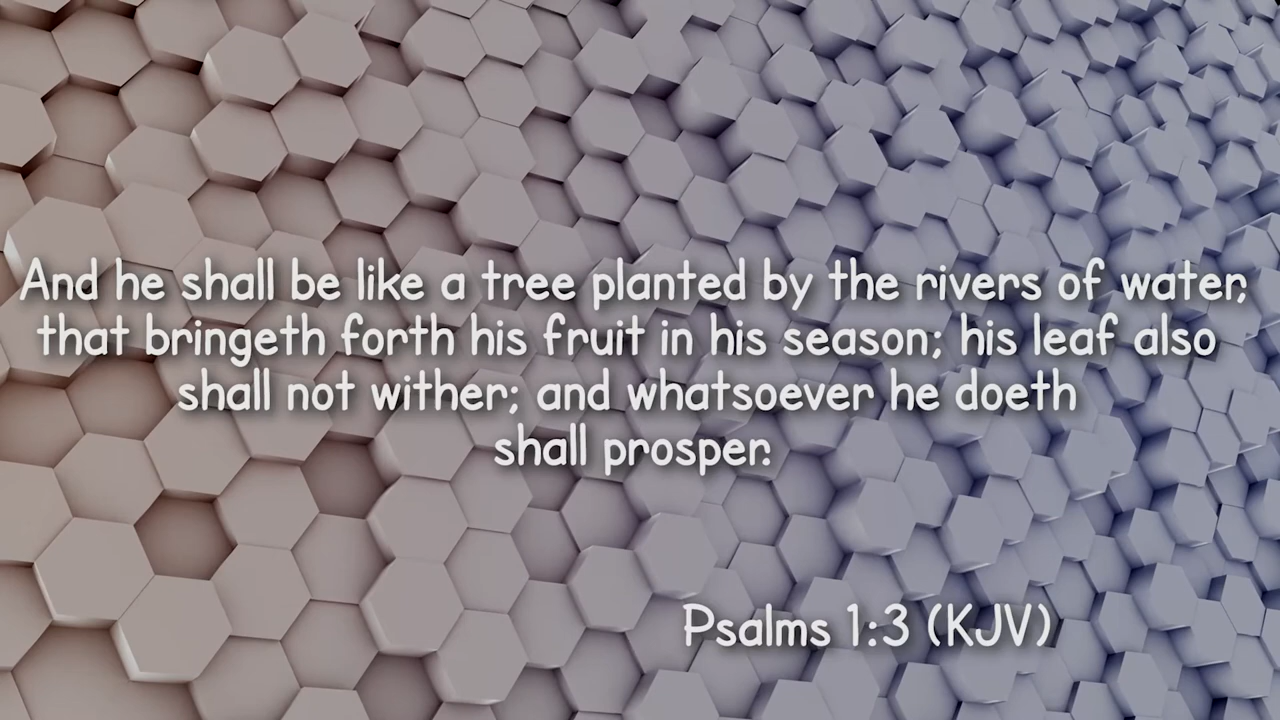 And he shall be like a tree planted by the rivers of water,
that bringeth forth his fruit in his season; his leaf also
shall not wither; and whatsoever he doeth
shall prosper.
Psalms 1:3 (KJV)